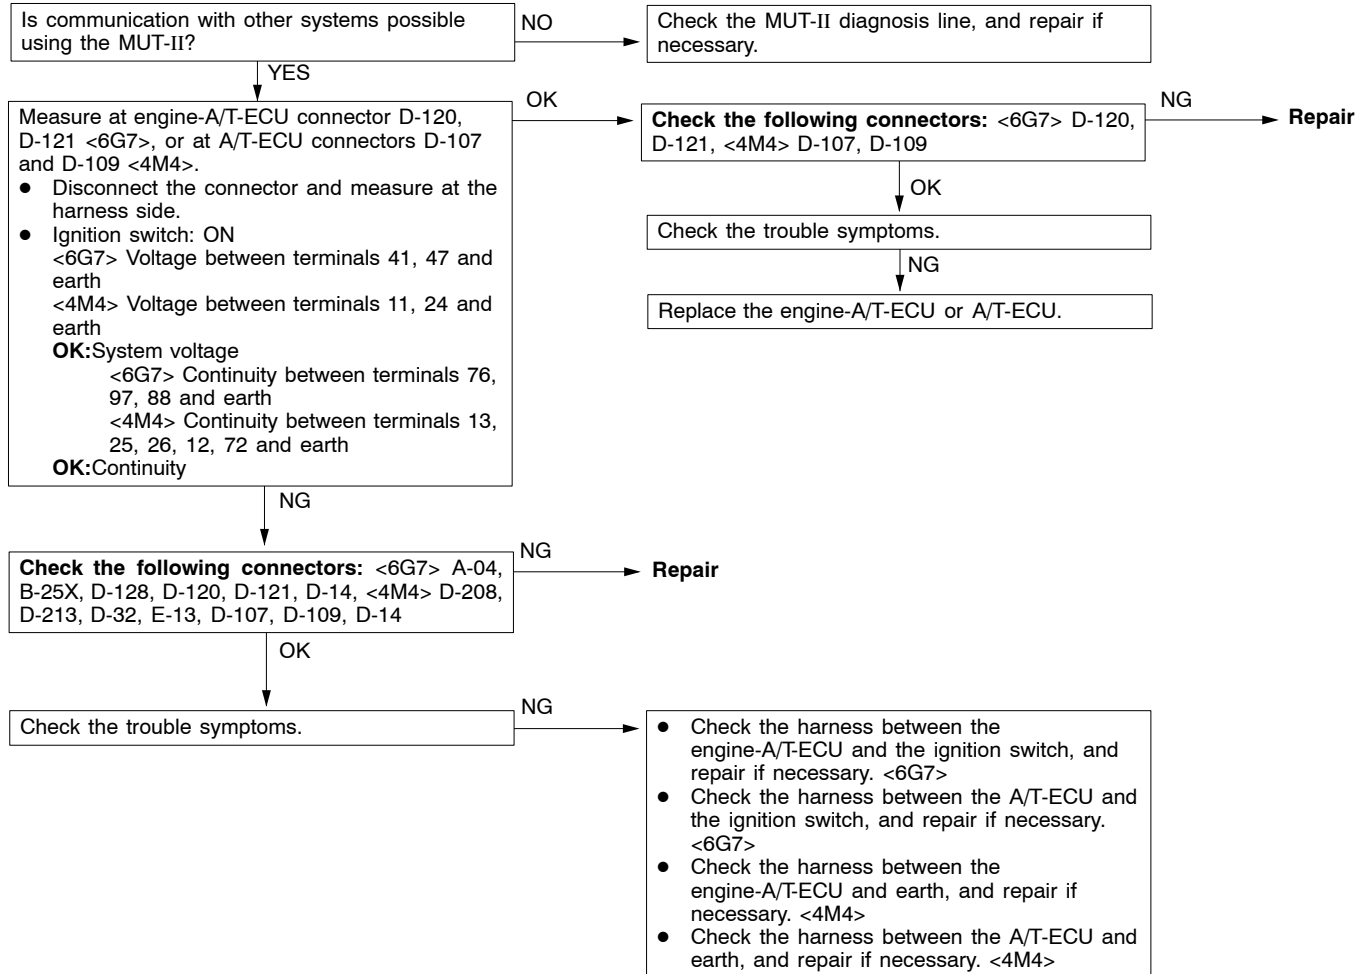 Is communication with other systems possible
using the MUT-II?
NO
Check the MUT-II diagnosis line, and repair if
necessary.
YES
Measure at engine-A/T-ECU connector D-120,
D-121 <6G7>, or at A/T-ECU connectors D-107
and D-109 <4M4>.
● Disconnect the connector and measure at the
harness side.
● Ignition switch: ON
<6G7> Voltage between terminals 41, 47 and
earth
<4M4> Voltage between terminals 11, 24 and
earth
OK:System voltage
<6G7> Continuity between terminals 76,
97, 88 and earth
<4M4> Continuity between terminals 13,
25, 26, 12, 72 and earth
OK:Continuity
OK
Check the following connectors: <6G7> D-120,
D-121, <4M4> D-107, D-109
NG
Repair
OK
Check the trouble symptoms.
NG
Replace the engine-A/T-ECU or A/T-ECU.
NG
Check the following connectors: <6G7> A-04,
B-25X, D-128, D-120, D-121, D-14, <4M4> D-208,
D-213, D-32, E-13, D-107, D-109, D-14
NG
Repair
OK
Check the trouble symptoms.
NG
● Check the harness between the
engine-A/T-ECU and the ignition switch, and
repair if necessary. <6G7>
● Check the harness between the A/T-ECU and
the ignition switch, and repair if necessary.
<6G7>
● Check the harness between the
engine-A/T-ECU and earth, and repair if
necessary. <4M4>
● Check the harness between the A/T-ECU and
earth, and repair if necessary. <4M4>